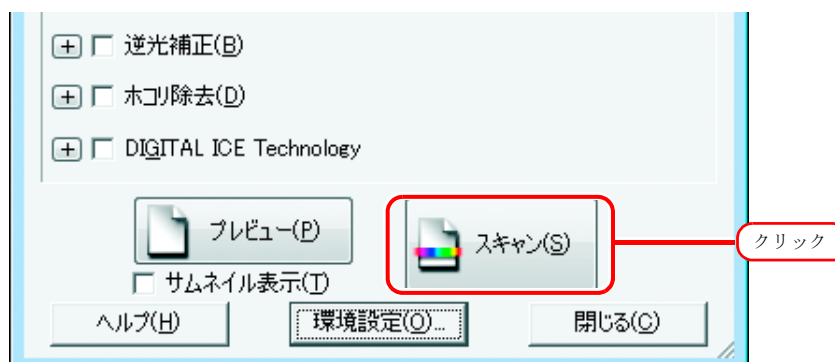 逆光補正(B)
ホコリ除去(D)
DIGITAL ICE Technology
プレビュー(P)
スキャン(S)
クリック
サムネイル表示(T)
ヘルプ(H)
環境設定(O)...
閉じる(C)